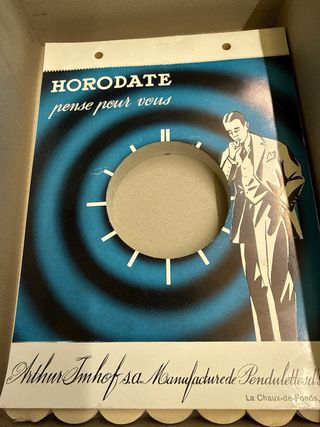 HORODATE
pense pour vous
Arthur Imhof s.a. Manufacture de Pendulettes
La Chaux-de-Fonds.